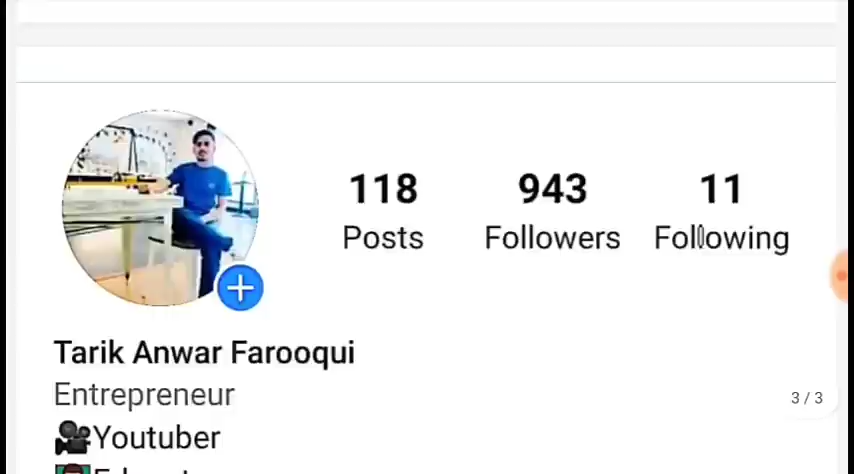 118 943 11
Posts Followers Following
Tarik Anwar Farooqui
Entrepreneur
3/3
🎥Youtuber